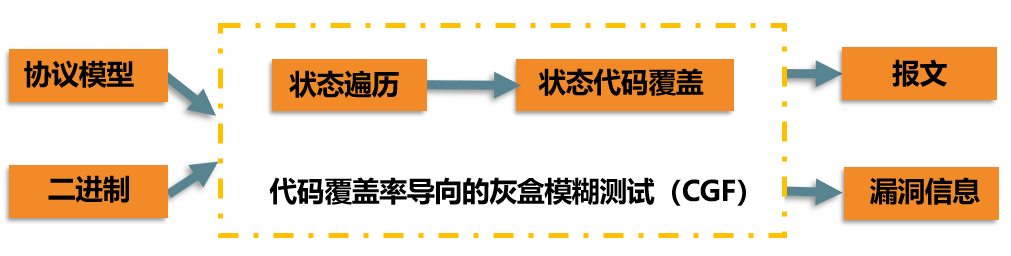 协议模型
二进制
状态遍历
状态代码覆盖
代码覆盖率导向的灰盒模糊测试（CGF）
报文
漏洞信息